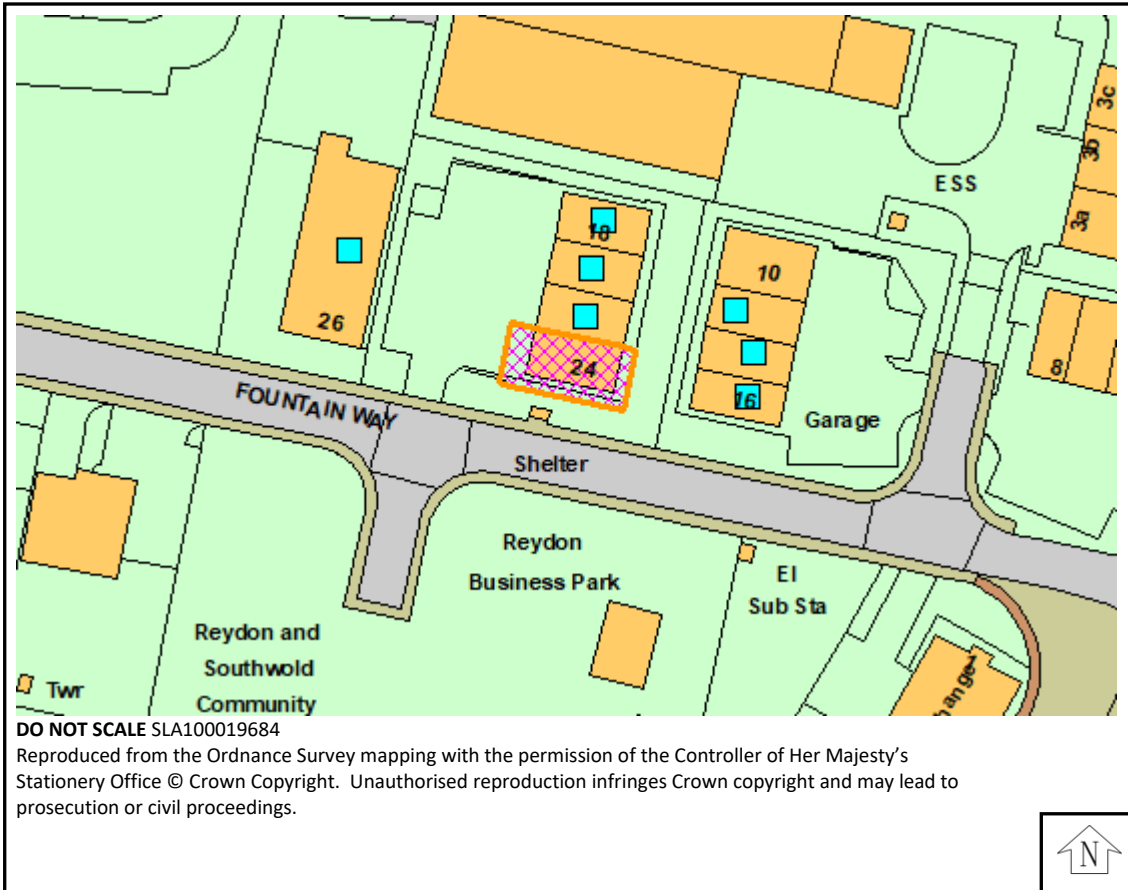 3c
3b
3a
ESS
18
10
26
24
8
16
FOUNTAIN WAY
Garage
Shelter
Reydon
Business Park
El
Sub Sta
Reydon and
Southwold
Community
Twr
DO NOT SCALE SLA100019684
Reproduced from the Ordnance Survey mapping with the permission of the Controller of Her Majesty’s
Stationery Office © Crown Copyright. Unauthorised reproduction infringes Crown copyright and may lead to
prosecution or civil proceedings.
N